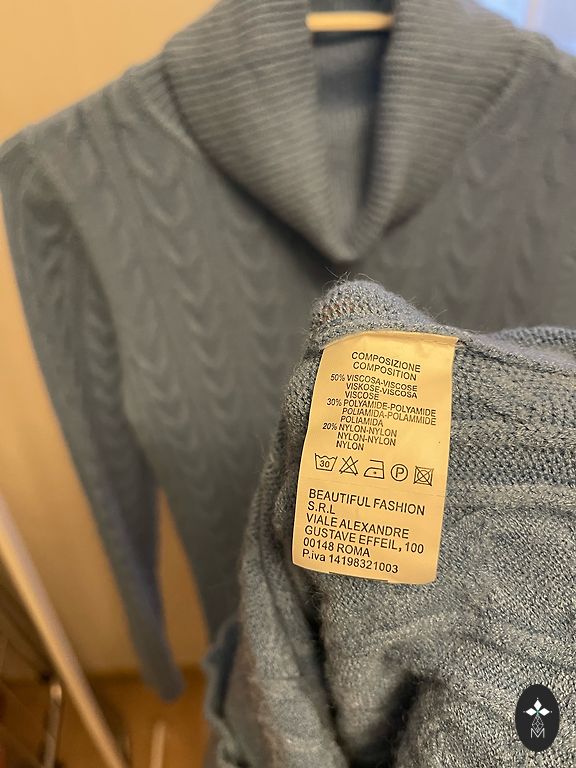 COMPOSIZIONE
COMPOSITION
50% VISCOSA-VISCOSE
VISKOSE-VISCOSA
VISCOSE
30% POLYAMIDE-POLYAMIDE
POLIAMIDA-POLAMMIDE
POLIAMIDA
20% NYLON-NYLON
NYLON-NYLON
NYLON
30 P
BEAUTIFUL FASHION
S.R.L
VIALE ALEXANDRE
GUSTAVE EFFEIL, 100
00148 ROMA
P.iva 14198321003
M